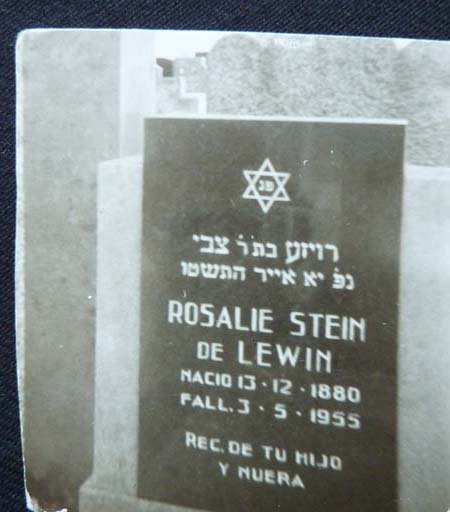 פנ
רויזע בת ר' צבי
נפ' יא אייר התשטו
ROSALIE STEIN
DE LEWIN
NACIO 13·12·1880
FALL. 3·5·1955
REC. DE TU HIJO
Y NUERA